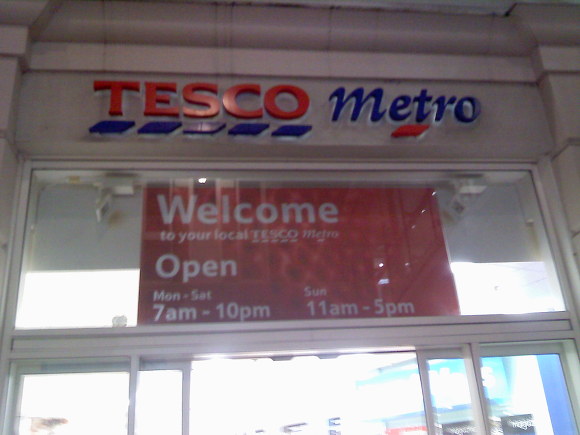 TESCO Metro
Welcome
to your local TESCO Metro
Open
Mon - Sat
7am - 10pm
Sun
11am - 5pm